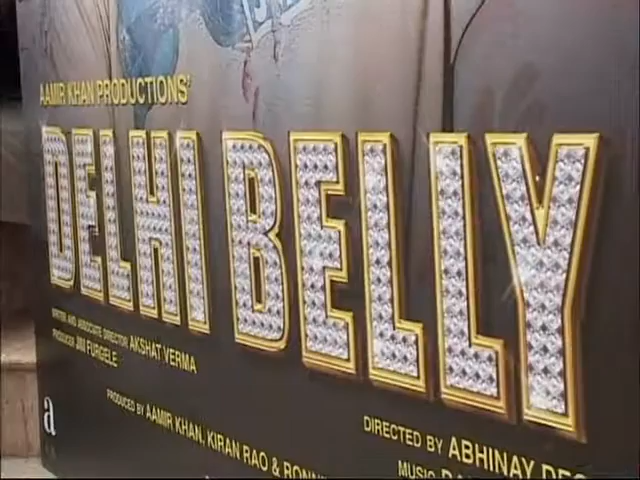 AAMIR KHAN PRODUCTIONS'
DELHI BELLY
WRITER AND ASSOCIATE DIRECTOR AKSHAT VERMA
PRODUCER JIM FURGELE
PRODUCED BY AAMIR KHAN, KIRAN RAO &
DIRECTED BY ABHINAY
MUSIC
a